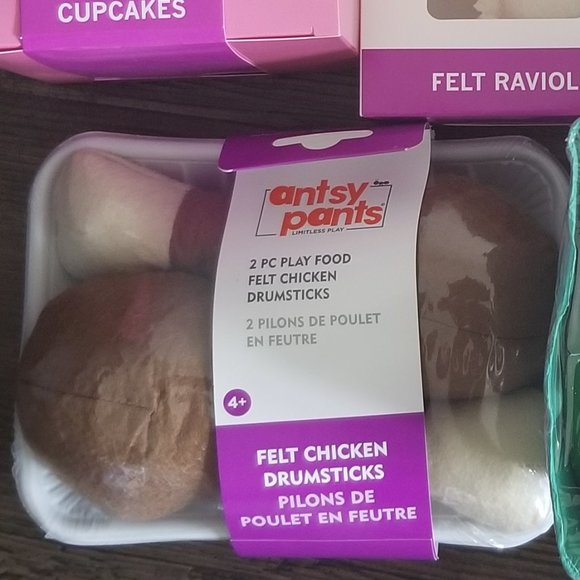 CUPCAKES
FELT RAVIOL
antsy
pants
LIMITLESS PLAY
2 PC PLAY FOOD
FELT CHICKEN
DRUMSTICKS
2 PILONS DE POULET
EN FEUTRE
4+
FELT CHICKEN
DRUMSTICKS
PILONS DE
POULET EN FEUTRE